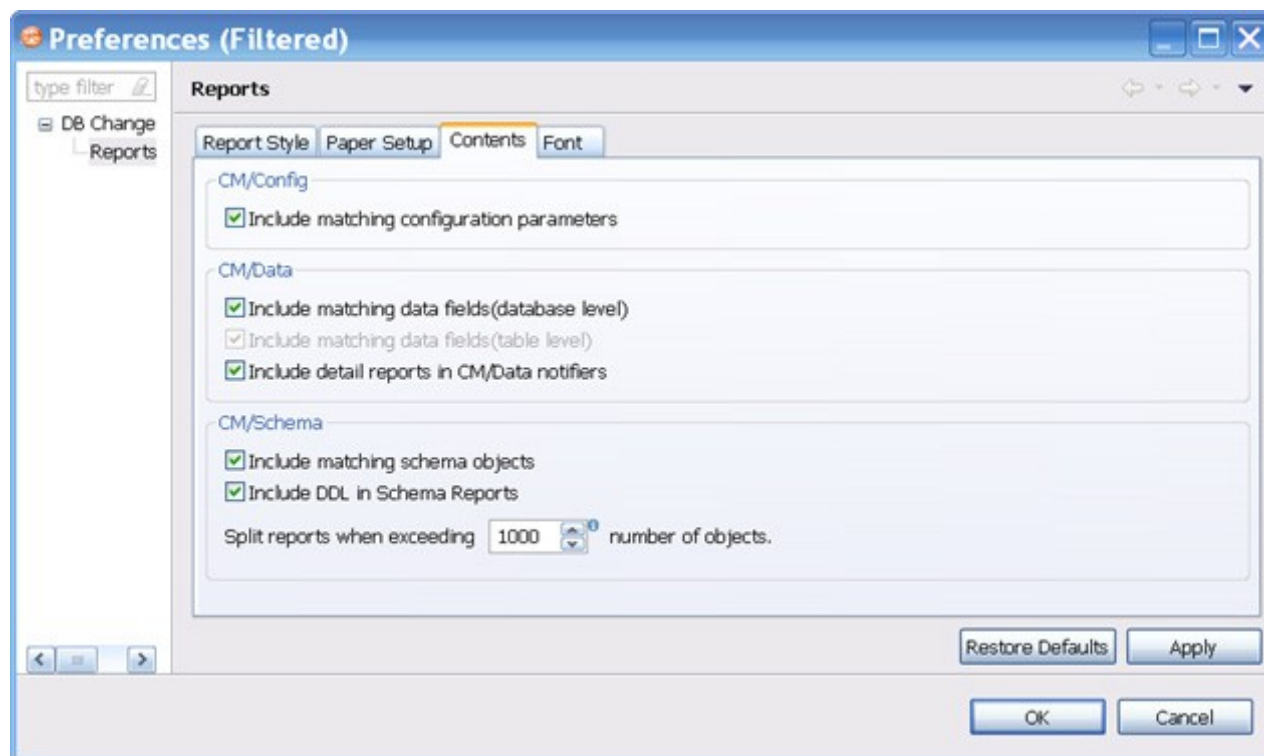 Preferences (Filtered)
type filter
DB Change
Reports
Reports
Report Style Paper Setup Contents Font
CM/Config
Include matching configuration parameters
CM/Data
Include matching data fields(database level)
Include matching data fields(table level)
Include detail reports in CM/Data notifiers
CM/Schema
Include matching schema objects
Include DDL in Schema Reports
Split reports when exceeding 1000 number of objects.
Restore Defaults Apply
OK Cancel